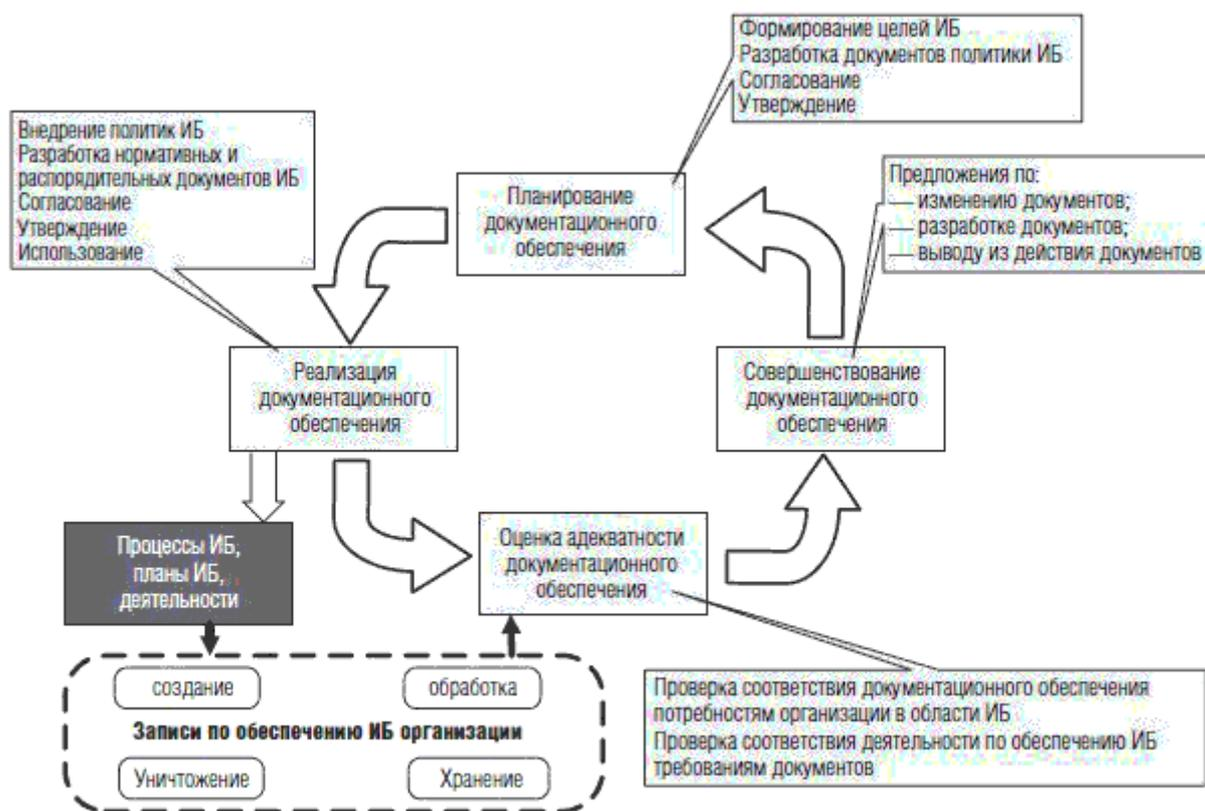 Формирование целей ИБ
Разработка документов политики ИБ
Согласование
Утверждение
Внедрение политик ИБ
Разработка нормативных и
распорядительных документов ИБ
Согласование
Утверждение
Использование
Планирование
документационного
обеспечения
Предложения по:
— изменению документов;
— разработке документов;
— выводу из действия документов
Реализация
документационного
обеспечения
Совершенствование
документационного
обеспечения
Процессы ИБ,
планы ИБ,
деятельности
Оценка адекватности
документационного
обеспечения
создание
обработка
Записи по обеспечению ИБ организации
Уничтожение
Хранение
Проверка соответствия документационного обеспечения
потребностям организации в области ИБ
Проверка соответствия деятельности по обеспечению ИБ
требованиям документов